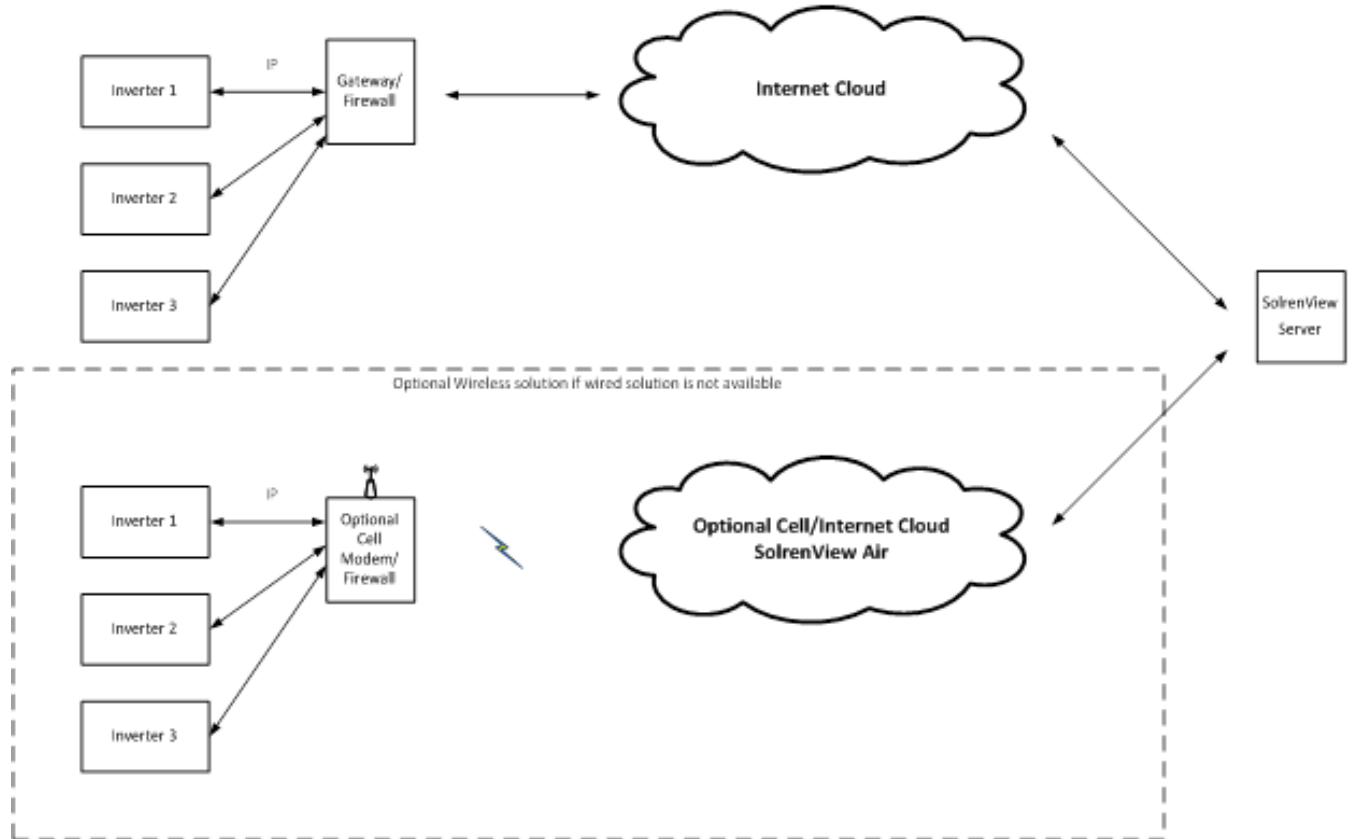 IP
Inverter 1
Gateway/
Firewall
Internet Cloud
Inverter 2
Inverter 3
SolrenView
Server
Optional Wireless solution if wired solution is not available
IP
Inverter 1
Optional
Cell
Modem/
Firewall
Optional Cell/Internet Cloud
SolrenView Air
Inverter 2
Inverter 3